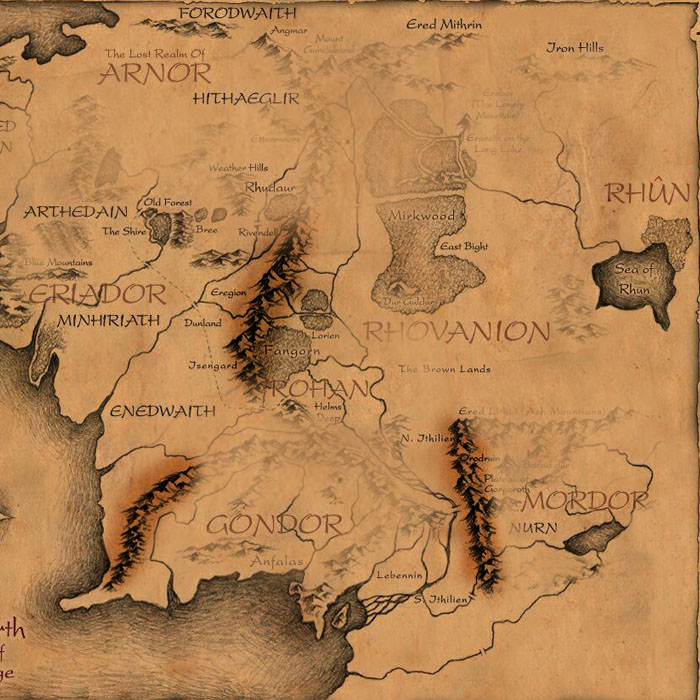 FORODWAITH
Ered Mithrin
Angmar
Mount
Gundabad
Iron Hills
The Lost Realm Of
ARNOR
HITHAEGLIR
Erebor
"(The Lonely
Mountain)"
Esgaroth on the
Long Lake
Ettenmoors
Weather Hills
Rhudaur
RHÛN
ARTHEDAIN
Old Forest
The Shire
Bree
Rivendell
Mirkwood
East Bight
Blue Mountains
Sea of
Rhun
ERIADOR
Eregion
Dol Guldur
MINHIRIATH
Dunland
Lorien
RHOVANION
Fangorn
Isengard
The Brown Lands
ROHAN
ENEDWAITH
Helms
Deep
Ered Lithui
Ash Mountains
N. Ithilien
Orodruin
Barad-dur
Plateau of
Gorgoroth
MORDOR
GONDOR
NURN
Anfalas
Lebennin
S. Ithilien